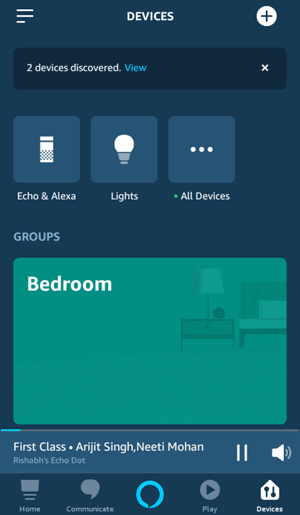 DEVICES
2 devices discovered. View
Echo & Alexa
Lights
All Devices
GROUPS
Bedroom
First Class • Arijit Singh,Neeti Mohan
Rishabh's Echo Dot
Home
Communicate
Play
Devices